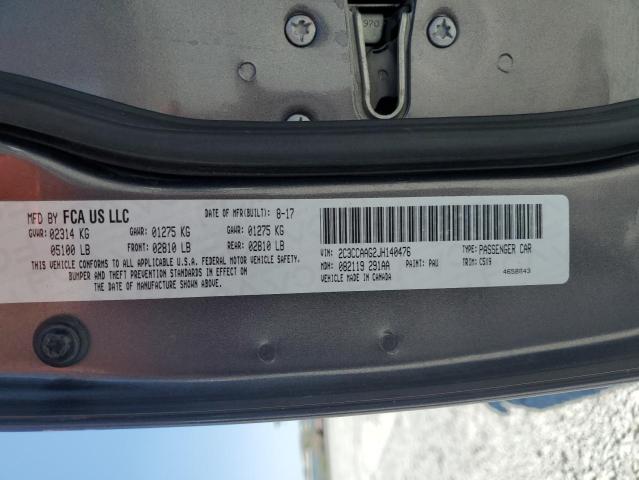 970
MFD BY FCA US LLC
DATE OF MFR(BUILT): 8-17
GVWR: 02314 KG GAWR: 01275 KG GAWR: 01275 KG
05100 LB FRONT: 02810 LB REAR: 02810 LB
THIS VEHICLE CONFORMS TO ALL APPLICABLE U.S.A. FEDERAL MOTOR VEHICLE SAFETY,
BUMPER AND THEFT PREVENTION STANDARDS IN EFFECT ON
THE DATE OF MANUFACTURE SHOWN ABOVE.
VIN: 2C3CCAAG2JH140476 TYPE: PASSENGER CAR
MDH: 082119 291AA PAINT: PAU TRIM: C5X9
VEHICLE MADE IN CANADA